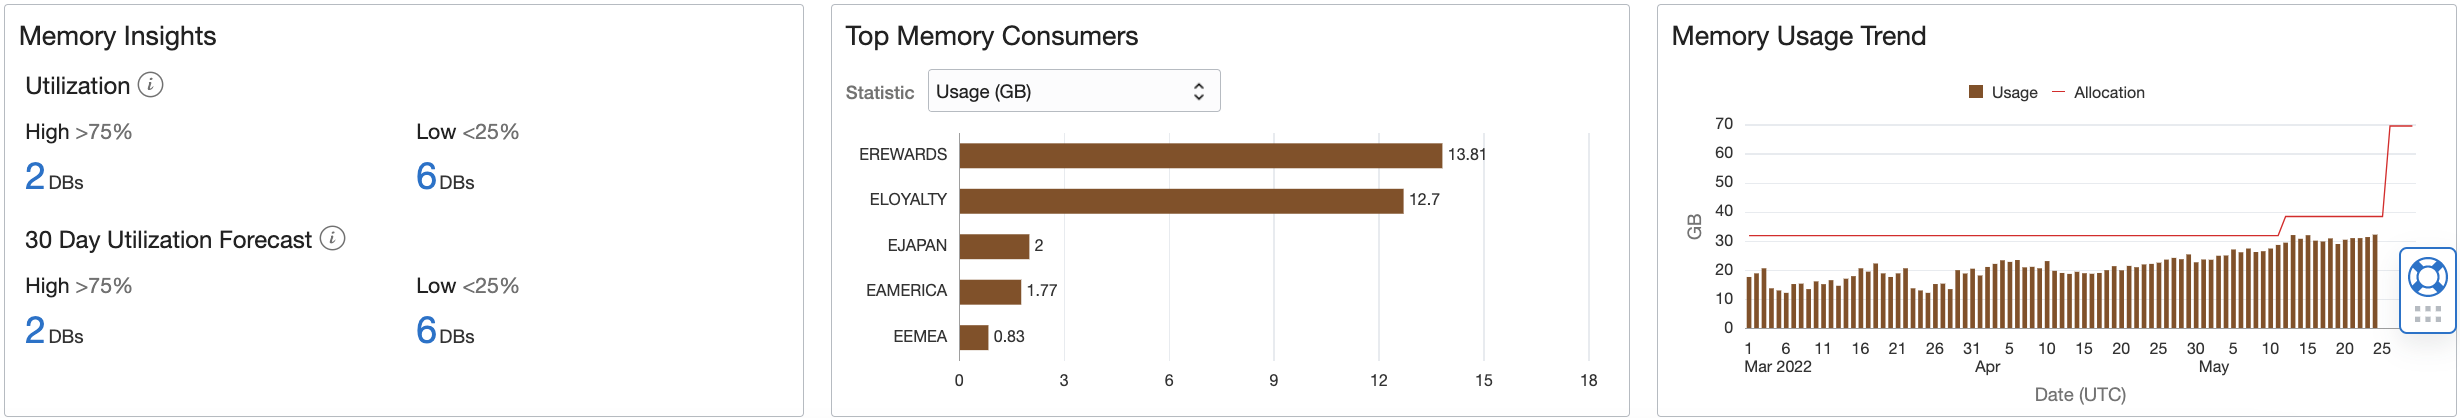 Memory Insights
Utilization i
High >75%
Low <25%
2 DBs
6 DBs
30 Day Utilization Forecast i
High >75%
Low <25%
2 DBs
6 DBs
Top Memory Consumers
Statistic Usage (GB)
EREWARDS 13.81
ELOYALTY 12.7
EJAPAN 2
EAMERICA 1.77
EEMEA 0.83
0 3 6 9 12 15 18
Memory Usage Trend
Usage Allocation
70
60
50
40
30
20
10
0
GB
1 6 11 16 21 26 31 5 10 15 20 25 30 5 10 15 20 25
Mar 2022 Apr May
Date (UTC)